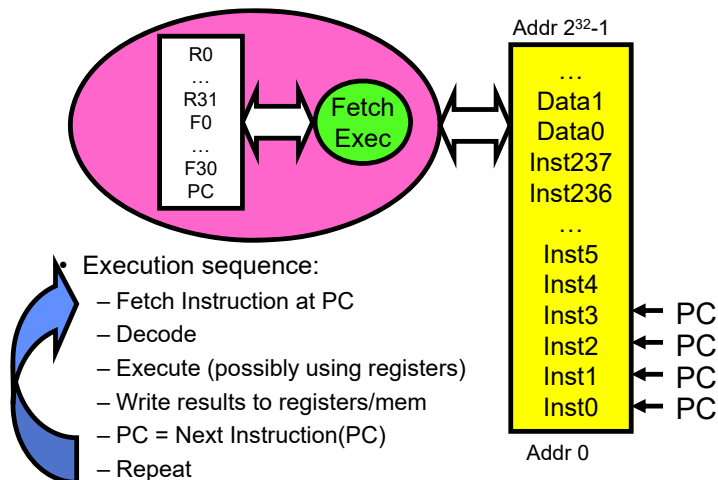 R0
…
R31
F0
…
F30
PC
Fetch
Exec
Addr 2³²-1
…
Data1
Data0
Inst237
Inst236
…
Inst5
Inst4
Inst3
Inst2
Inst1
Inst0
PC
PC
PC
PC
Addr 0
• Execution sequence:
– Fetch Instruction at PC
– Decode
– Execute (possibly using registers)
– Write results to registers/mem
– PC = Next Instruction(PC)
– Repeat